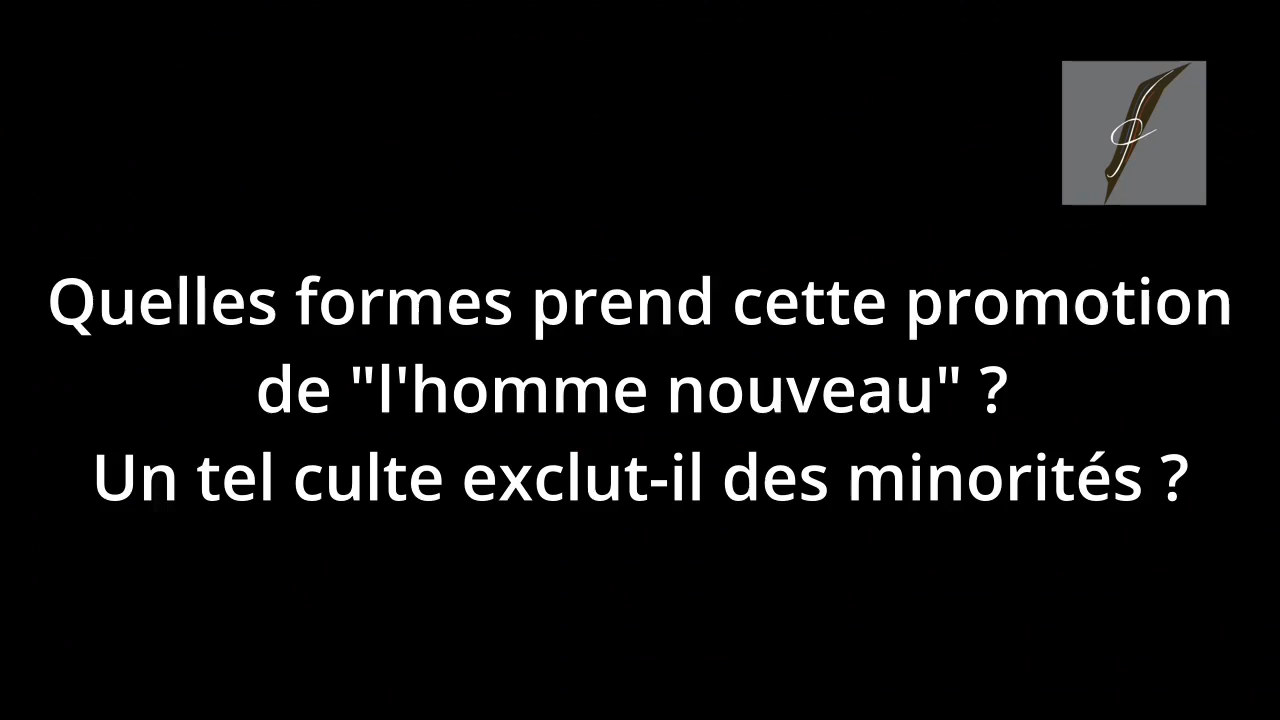 Quelles formes prend cette promotion
de "l'homme nouveau" ?
Un tel culte exclut-il des minorités ?